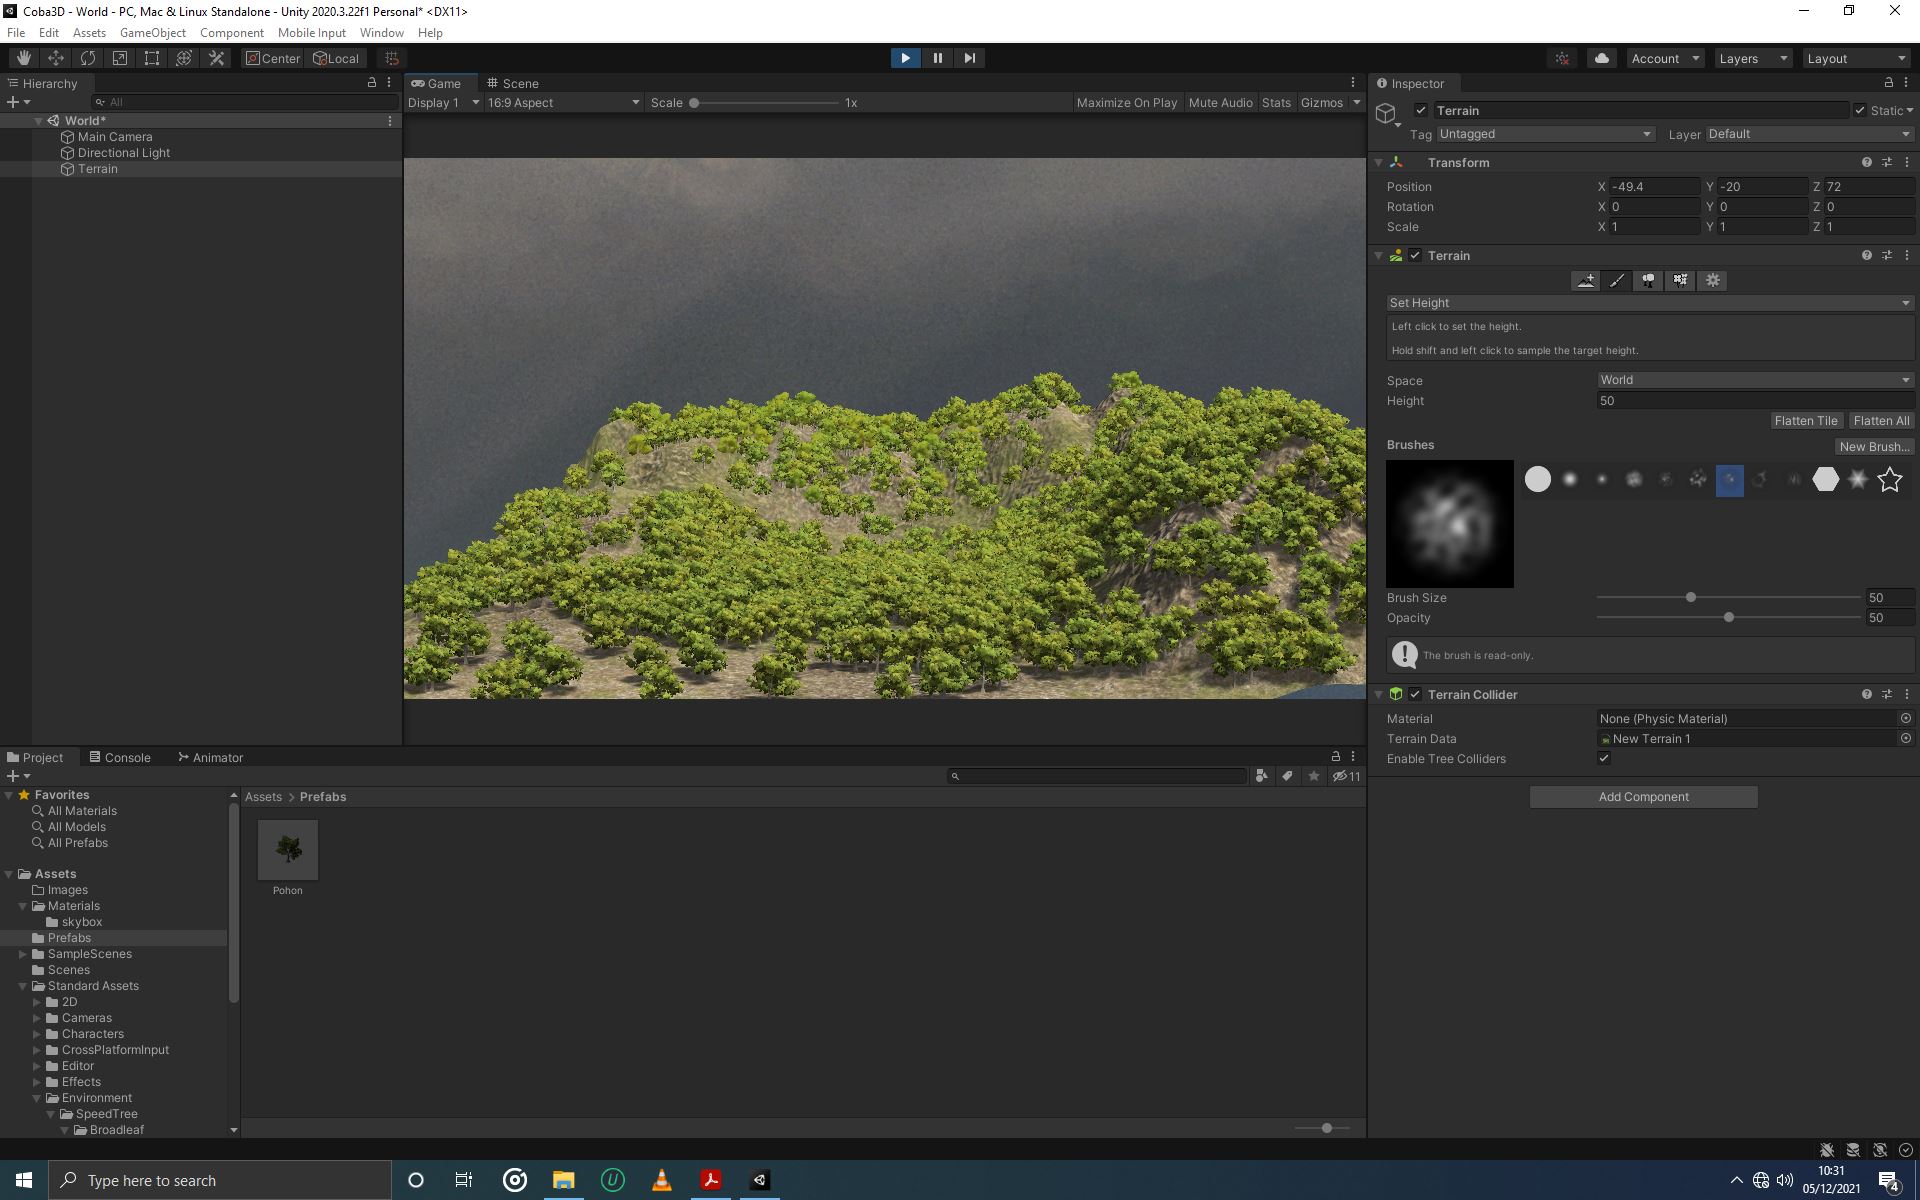 Coba3D - World - PC, Mac & Linux Standalone - Unity 2020.3.22f1 Personal* <DX11>
File Edit Assets GameObject Component Mobile Input Window Help
Center Local
Account Layers Layout
Hierarchy
All
World*
Main Camera
Directional Light
Terrain
Game Scene
Display 1 16:9 Aspect Scale 1x Maximize On Play Mute Audio Stats Gizmos
Inspector
Terrain Static
Tag Untagged Layer Default
Transform
Position X -49.4 Y -20 Z 72
Rotation X 0 Y 0 Z 0
Scale X 1 Y 1 Z 1
Terrain
Set Height
Left click to set the height.
Hold shift and left click to sample the target height.
Space World
Height 50
Flatten Tile Flatten All
Brushes
New Brush...
Brush Size 50
Opacity 50
The brush is read-only.
Terrain Collider
Material None (Physic Material)
Terrain Data New Terrain 1
Enable Tree Colliders
Add Component
Project Console Animator
11
Favorites
All Materials
All Models
All Prefabs
Assets
Images
Materials
skybox
Prefabs
SampleScenes
Scenes
Standard Assets
2D
Cameras
Characters
CrossPlatformInput
Editor
Effects
Environment
SpeedTree
Broadleaf
Assets > Prefabs
Pohon
Type here to search
10:31
05/12/2021
4